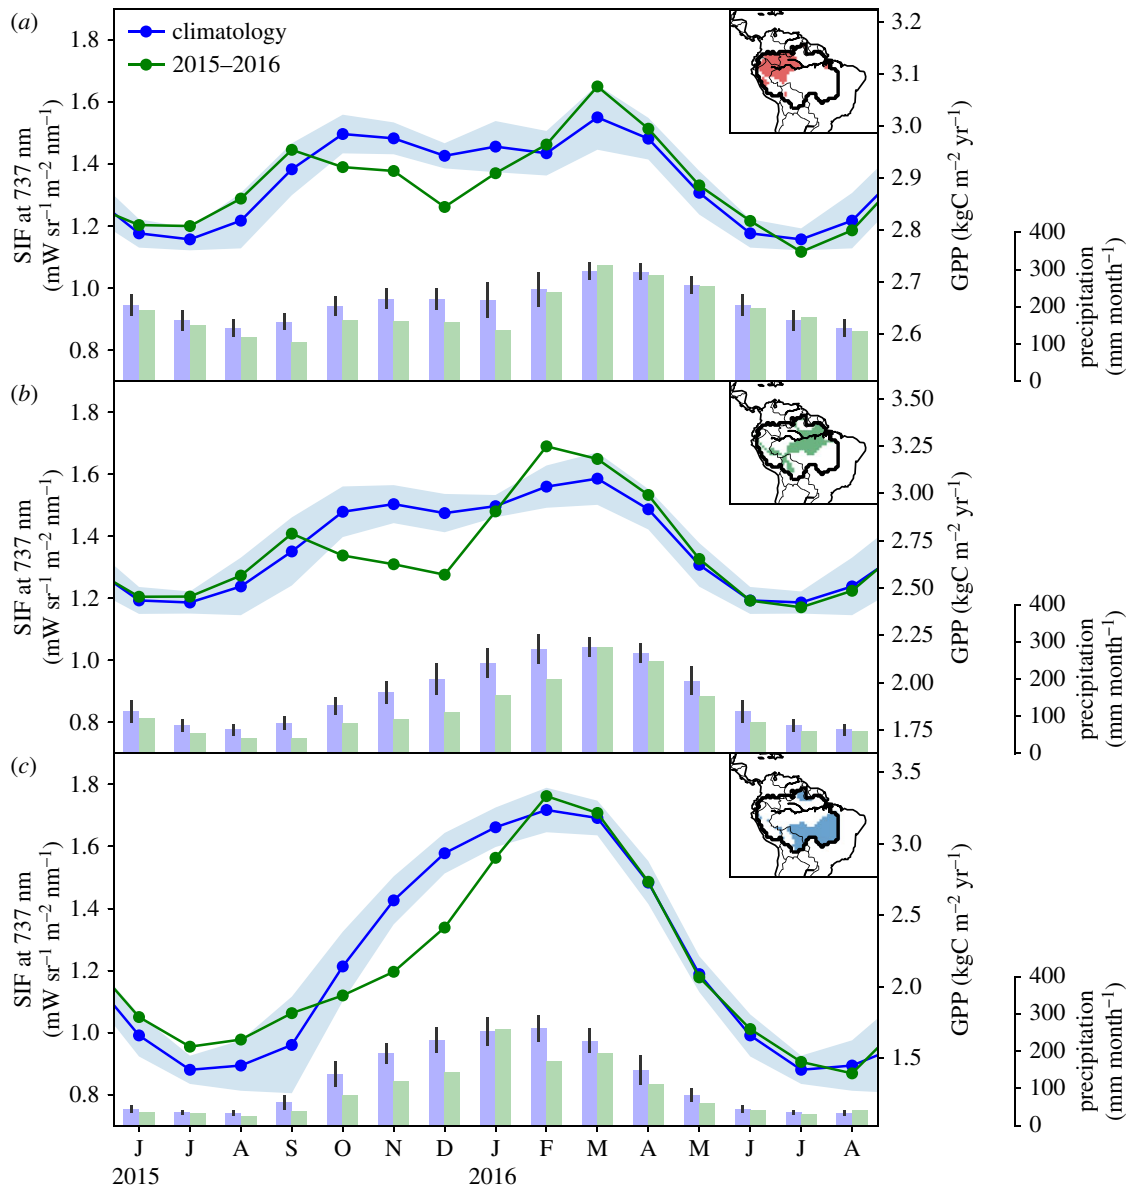 (a)
climatology
2015–2016
SIF at 737 nm
(mW sr⁻¹ m⁻² nm⁻¹)
1.8
1.6
1.4
1.2
1.0
0.8
3.2
3.1
3.0
2.9
2.8
2.7
2.6
GPP (kgC m⁻² yr⁻¹)
400
300
200
100
0
precipitation
(mm month⁻¹)
(b)
SIF at 737 nm
(mW sr⁻¹ m⁻² nm⁻¹)
1.8
1.6
1.4
1.2
1.0
0.8
3.50
3.25
3.00
2.75
2.50
2.25
2.00
1.75
GPP (kgC m⁻² yr⁻¹)
400
300
200
100
0
precipitation
(mm month⁻¹)
(c)
SIF at 737 nm
(mW sr⁻¹ m⁻² nm⁻¹)
1.8
1.6
1.4
1.2
1.0
0.8
3.5
3.0
2.5
2.0
1.5
GPP (kgC m⁻² yr⁻¹)
400
300
200
100
0
precipitation
(mm month⁻¹)
J J A S O N D J F M A M J J A
2015 2016